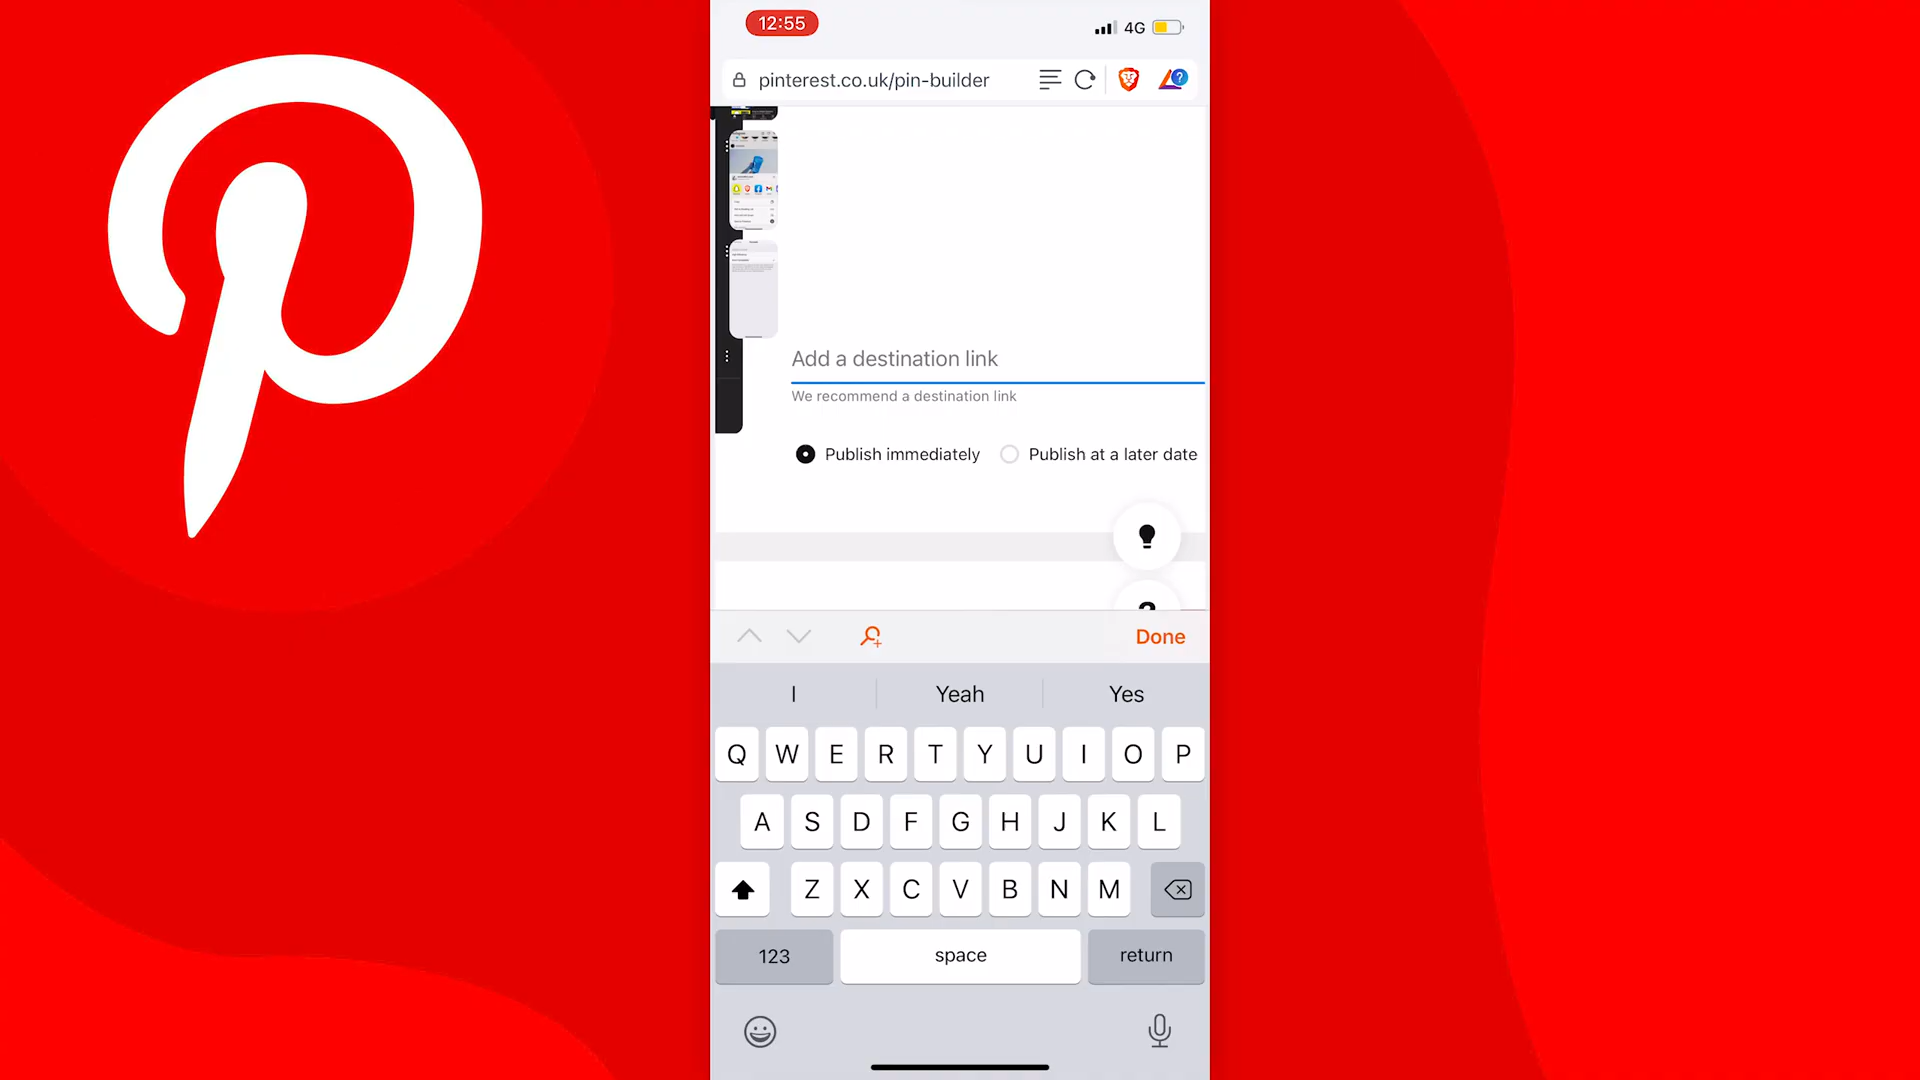 12:55
4G
pinterest.co.uk/pin-builder
?
Add a destination link
We recommend a destination link
Publish immediately
Publish at a later date
Done
I Yeah Yes
Q W E R T Y U I O P
A S D F G H J K L
Z X C V B N M
123 space return